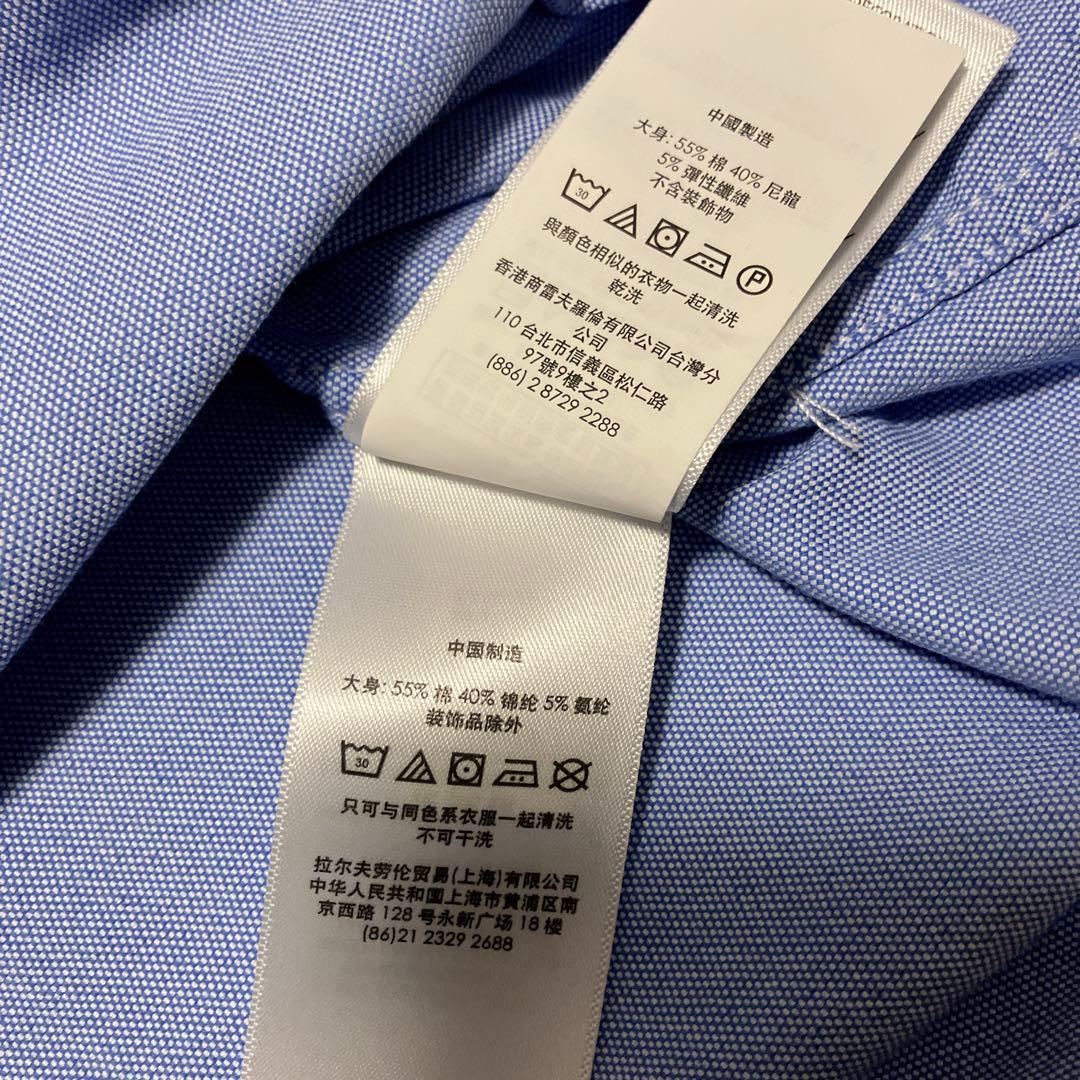 中國製造
大身: 55% 棉 40% 尼龍
5% 彈性纖維
不含裝飾物
30
P
與顏色相似的衣物一起清洗
乾洗
香港商雷夫羅倫有限公司台灣分
公司
110 台北市信義區松仁路
97號9樓之2
(886) 2 8729 2288
中国制造
大身: 55% 棉 40% 锦纶 5% 氨纶
装饰品除外
30
只可与同色系衣服一起清洗
不可干洗
拉尔夫劳伦贸易(上海)有限公司
中华人民共和国上海市黄浦区南
京西路 128 号永新广场 18 楼
(86)21 2329 2688